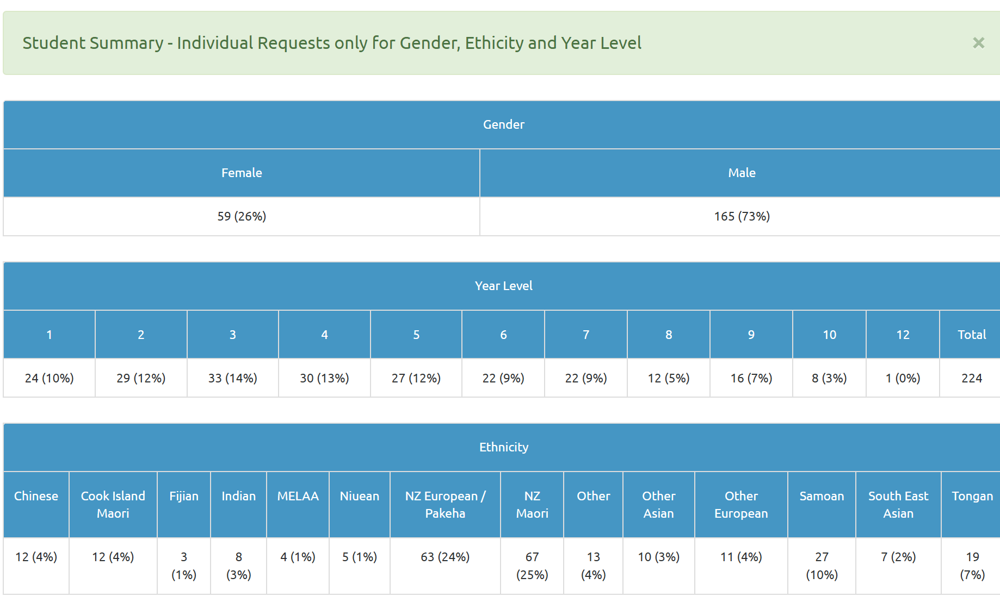 Student Summary - Individual Requests only for Gender, Ethicity and Year Level
×
Gender
Female Male
59 (26%) 165 (73%)
Year Level
1 2 3 4 5 6 7 8 9 10 12 Total
24 (10%) 29 (12%) 33 (14%) 30 (13%) 27 (12%) 22 (9%) 22 (9%) 12 (5%) 16 (7%) 8 (3%) 1 (0%) 224
Ethnicity
Chinese Cook Island Fijian Indian MELAA Niuean NZ European / NZ Other Other Other Samoan South East Tongan
Maori Pakeha Maori Asian European Asian
12 (4%) 12 (4%) 3 8 4 (1%) 5 (1%) 63 (24%) 67 13 10 (3%) 11 (4%) 27 7 (2%) 19
(1%) (3%) (25%) (4%) (10%) (7%)